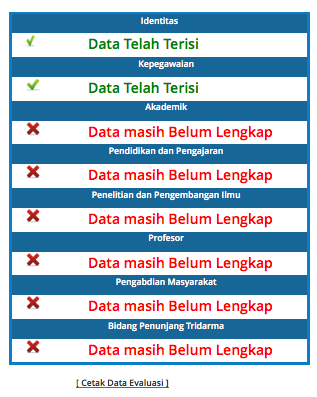 Identitas
Data Telah Terisi
Kepegawaian
Data Telah Terisi
Akademik
Data masih Belum Lengkap
Pendidikan dan Pengajaran
Data masih Belum Lengkap
Penelitian dan Pengembangan Ilmu
Data masih Belum Lengkap
Profesor
Data masih Belum Lengkap
Pengabdian Masyarakat
Data masih Belum Lengkap
Bidang Penunjang Tridarma
Data masih Belum Lengkap
[ Cetak Data Evaluasi ]